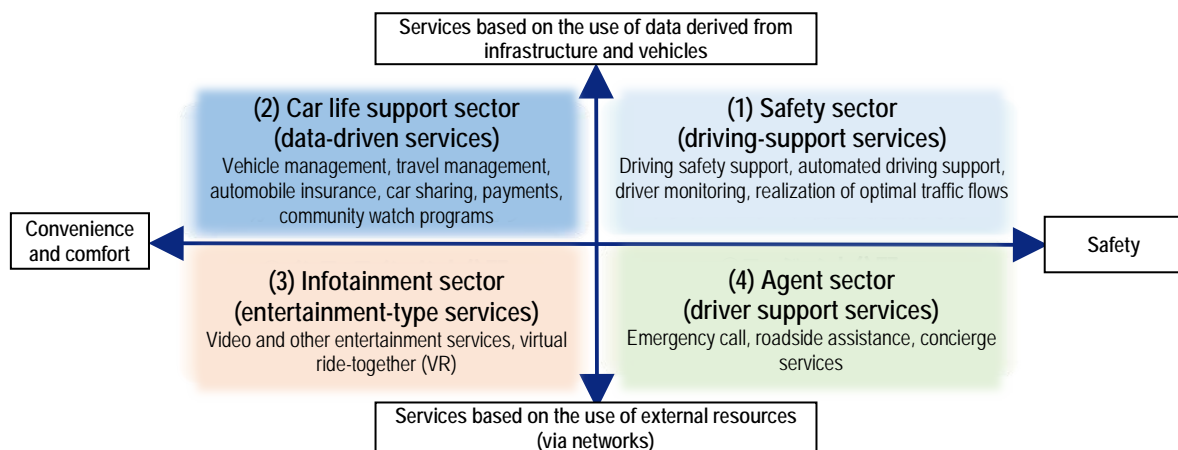 Services based on the use of data derived from
infrastructure and vehicles
(2) Car life support sector
(data-driven services)
Vehicle management, travel management,
automobile insurance, car sharing, payments,
community watch programs
(1) Safety sector
(driving-support services)
Driving safety support, automated driving support,
driver monitoring, realization of optimal traffic flows
Convenience
and comfort
Safety
(3) Infotainment sector
(entertainment-type services)
Video and other entertainment services, virtual
ride-together (VR)
(4) Agent sector
(driver support services)
Emergency call, roadside assistance, concierge
services
Services based on the use of external resources
(via networks)